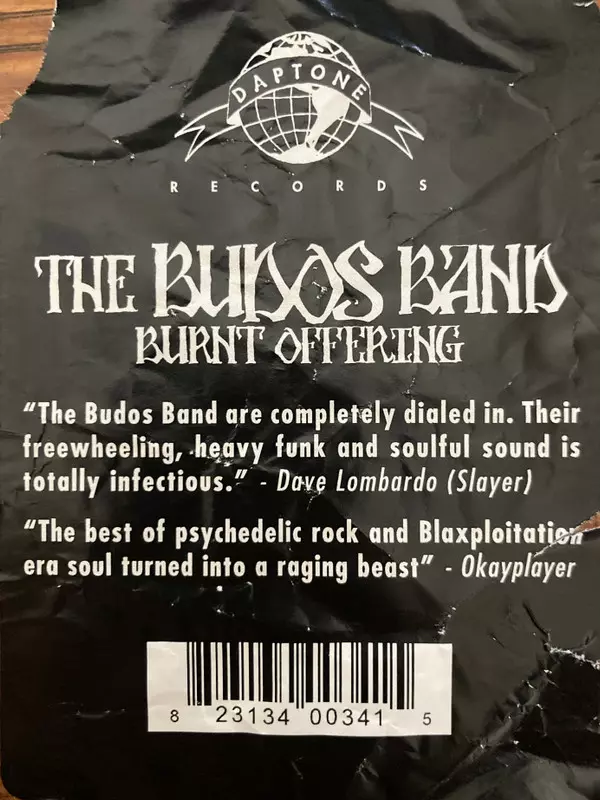 DAPTONE
RECORDS
THE BUDOS BAND
BURNT OFFERING
“The Budos Band are completely dialed in. Their
freewheeling, heavy funk and soulful sound is
totally infectious.” - Dave Lombardo (Slayer)
“The best of psychedelic rock and Blaxploitation
era soul turned into a raging beast” - Okayplayer
8 23134 00341 5